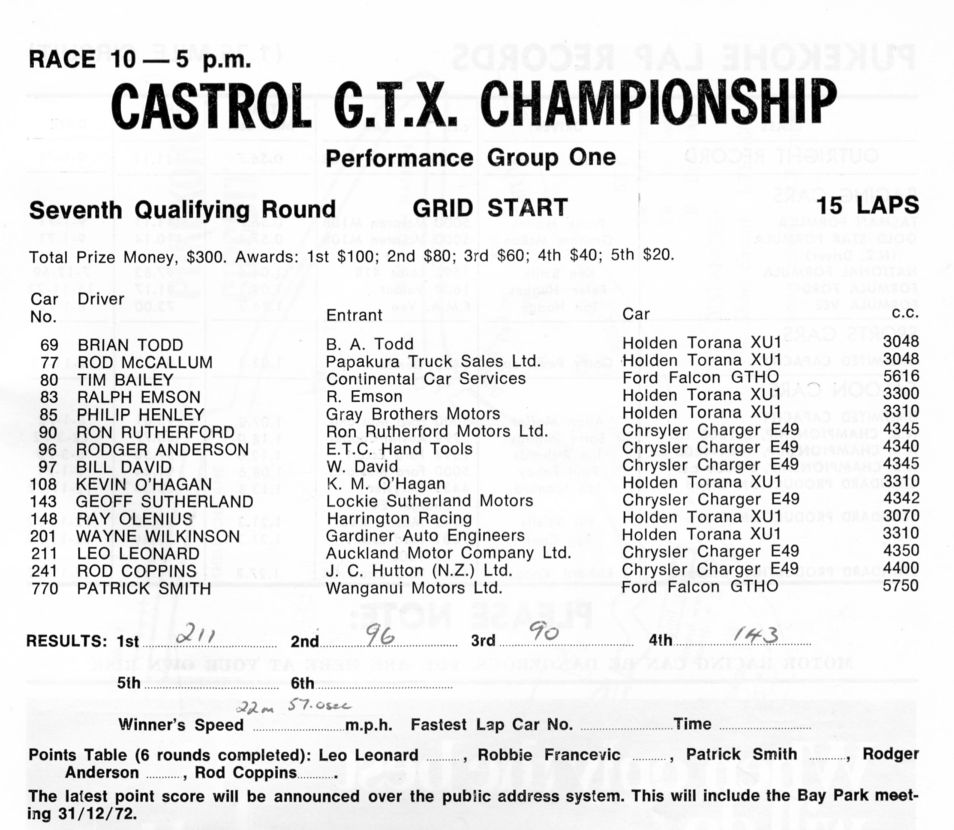 RACE 10 — 5 p.m.
CASTROL G.T.X. CHAMPIONSHIP
Performance Group One
Seventh Qualifying Round GRID START 15 LAPS
Total Prize Money, $300. Awards: 1st $100; 2nd $80; 3rd $60; 4th $40; 5th $20.
Car No. Driver Entrant Car c.c.
69 BRIAN TODD B. A. Todd Holden Torana XU1 3048
77 ROD McCALLUM Papakura Truck Sales Ltd. Holden Torana XU1 3048
80 TIM BAILEY Continental Car Services Ford Falcon GTHO 5616
83 RALPH EMSON R. Emson Holden Torana XU1 3300
85 PHILIP HENLEY Gray Brothers Motors Holden Torana XU1 3310
90 RON RUTHERFORD Ron Rutherford Motors Ltd. Chrsyler Charger E49 4345
96 RODGER ANDERSON E.T.C. Hand Tools Chrysler Charger E49 4340
97 BILL DAVID W. David Chrysler Charger E49 4345
108 KEVIN O'HAGAN K. M. O'Hagan Holden Torana XU1 3310
143 GEOFF SUTHERLAND Lockie Sutherlnd Motors Chrysler Charger E49 4342
148 RAY OLENIUS Harrington Racing Holden Torana XU1 3070
201 WAYNE WILKINSON Gardiner Auto Engineers Holden Torana XU1 3310
211 LEO LEONARD Auckland Motor Company Ltd. Chrysler Charger E49 4350
241 ROD COPPINS J. C. Hutton (N.Z.) Ltd. Chrysler Charger E49 4400
770 PATRICK SMITH Wanganui Motors Ltd. Ford Falcon GTHO 5750
RESULTS: 1st 211 2nd 96 3rd 90 4th 143
5th 6th
22m 57.0sec
Winner's Speed m.p.h. Fastest Lap Car No. Time
Points Table (6 rounds completed): Leo Leonard , Robbie Francevic , Patrick Smith , Rodger
Anderson , Rod Coppins .
The latest point score will be announced over the public address system. This will include the Bay Park meet-
ing 31/12/72.